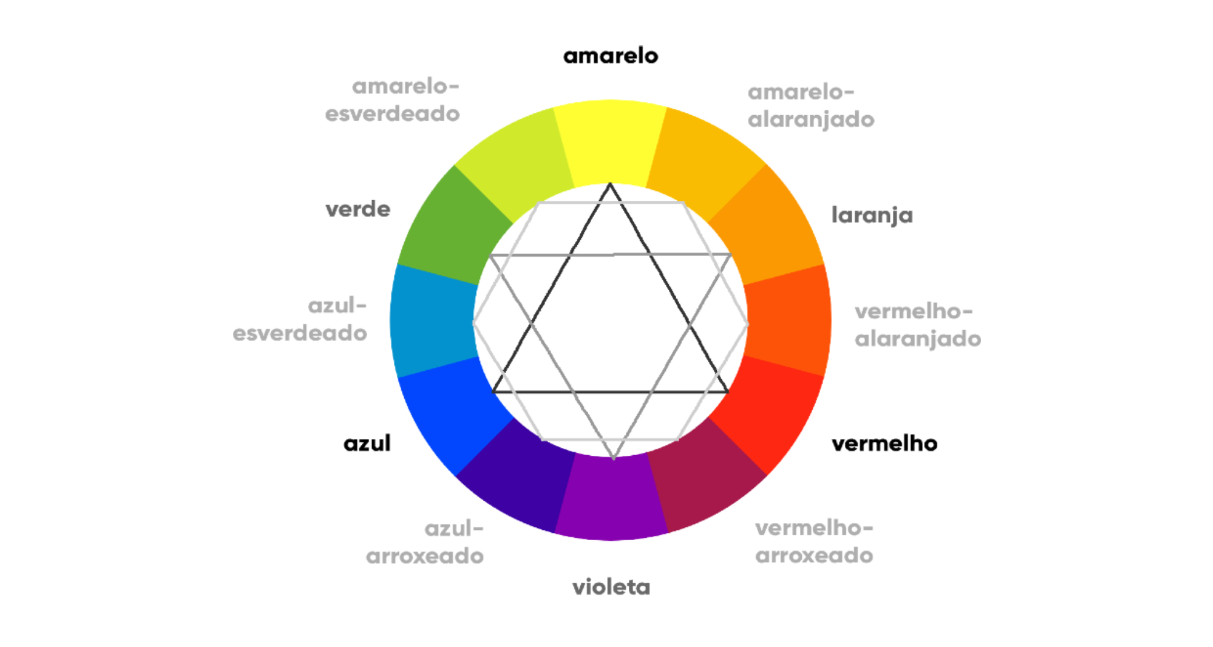 amarelo
amarelo-
esverdeado
amarelo-
alaranjado
verde
laranja
azul-
esverdeado
vermelho-
alaranjado
azul
vermelho
azul-
arroxeado
vermelho-
arroxeado
violeta